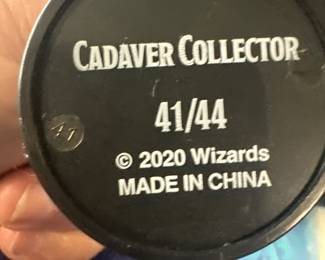 CADAVER COLLECTOR
41/44
© 2020 Wizards
MADE IN CHINA